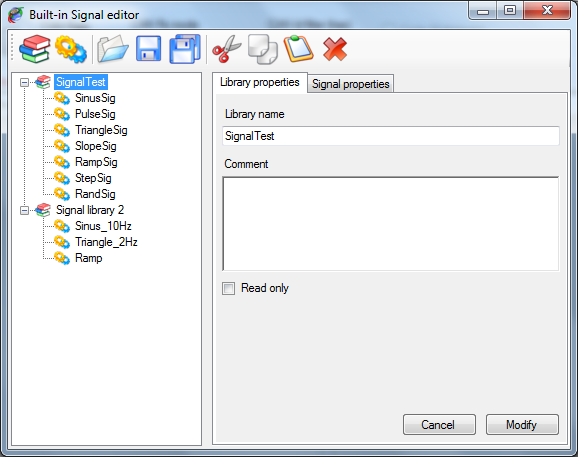 Built-in Signal editor
SignalTest
SinusSig
PulseSig
TriangleSig
SlopeSig
RampSig
StepSig
RandSig
Signal library 2
Sinus_10Hz
Triangle_2Hz
Ramp
Library properties
Signal properties
Library name
SignalTest
Comment
Read only
Cancel
Modify